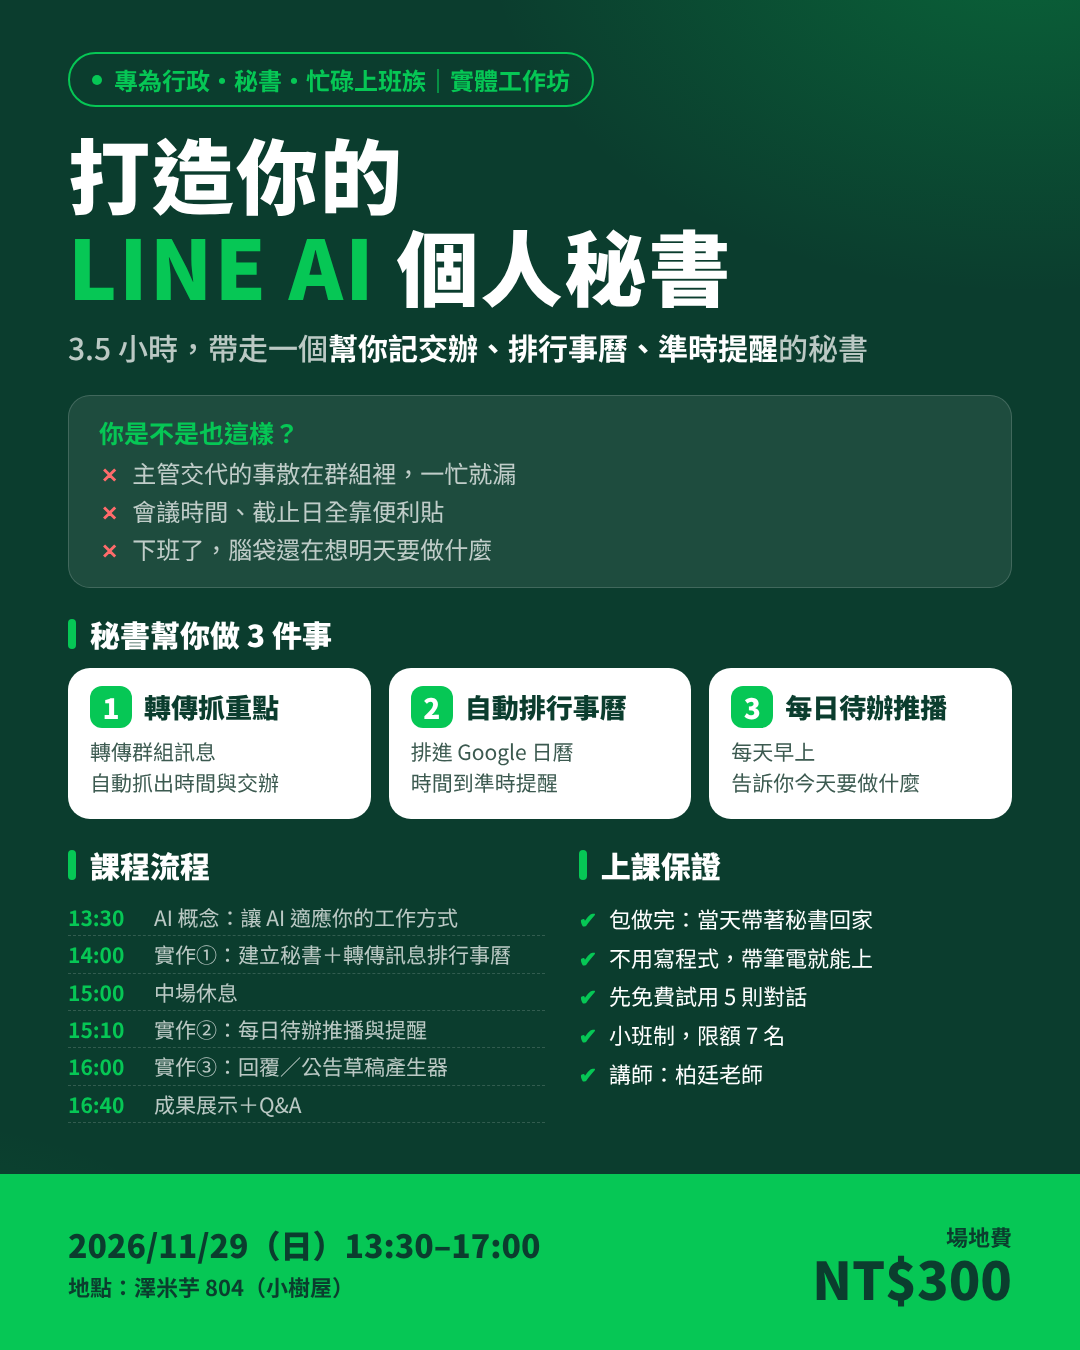 專為行政・秘書・忙碌上班族｜實體工作坊
打造你的
LINE AI 個人秘書
3.5 小時，帶走一個幫你記交辦、排行事曆、準時提醒的秘書
你是不是也這樣？
× 主管交代的事散在群組裡，一忙就漏
× 會議時間、截止日全靠便利貼
× 下班了，腦袋還在想明天要做什麼
秘書幫你做 3 件事
1 轉傳抓重點
轉傳群組訊息
自動抓出時間與交辦
2 自動排行事曆
排進 Google 日曆
時間到準時提醒
3 每日待辦推播
每天早上
告訴你今天要做什麼
課程流程
13:30 AI 概念：讓 AI 適應你的工作方式
14:00 實作①：建立秘書＋轉傳訊息排行事曆
15:00 中場休息
15:10 實作②：每日待辦推播與提醒
16:00 實作③：回覆／公告草稿產生器
16:40 成果展示＋Q&A
上課保證
✔ 包做完：當天帶著秘書回家
✔ 不用寫程式，帶筆電就能上
✔ 先免費試用 5 則對話
✔ 小班制，限額 7 名
✔ 講師：柏廷老師
2026/11/29（日）13:30–17:00
地點：澤米芋 804（小樹屋）
場地費
NT$300